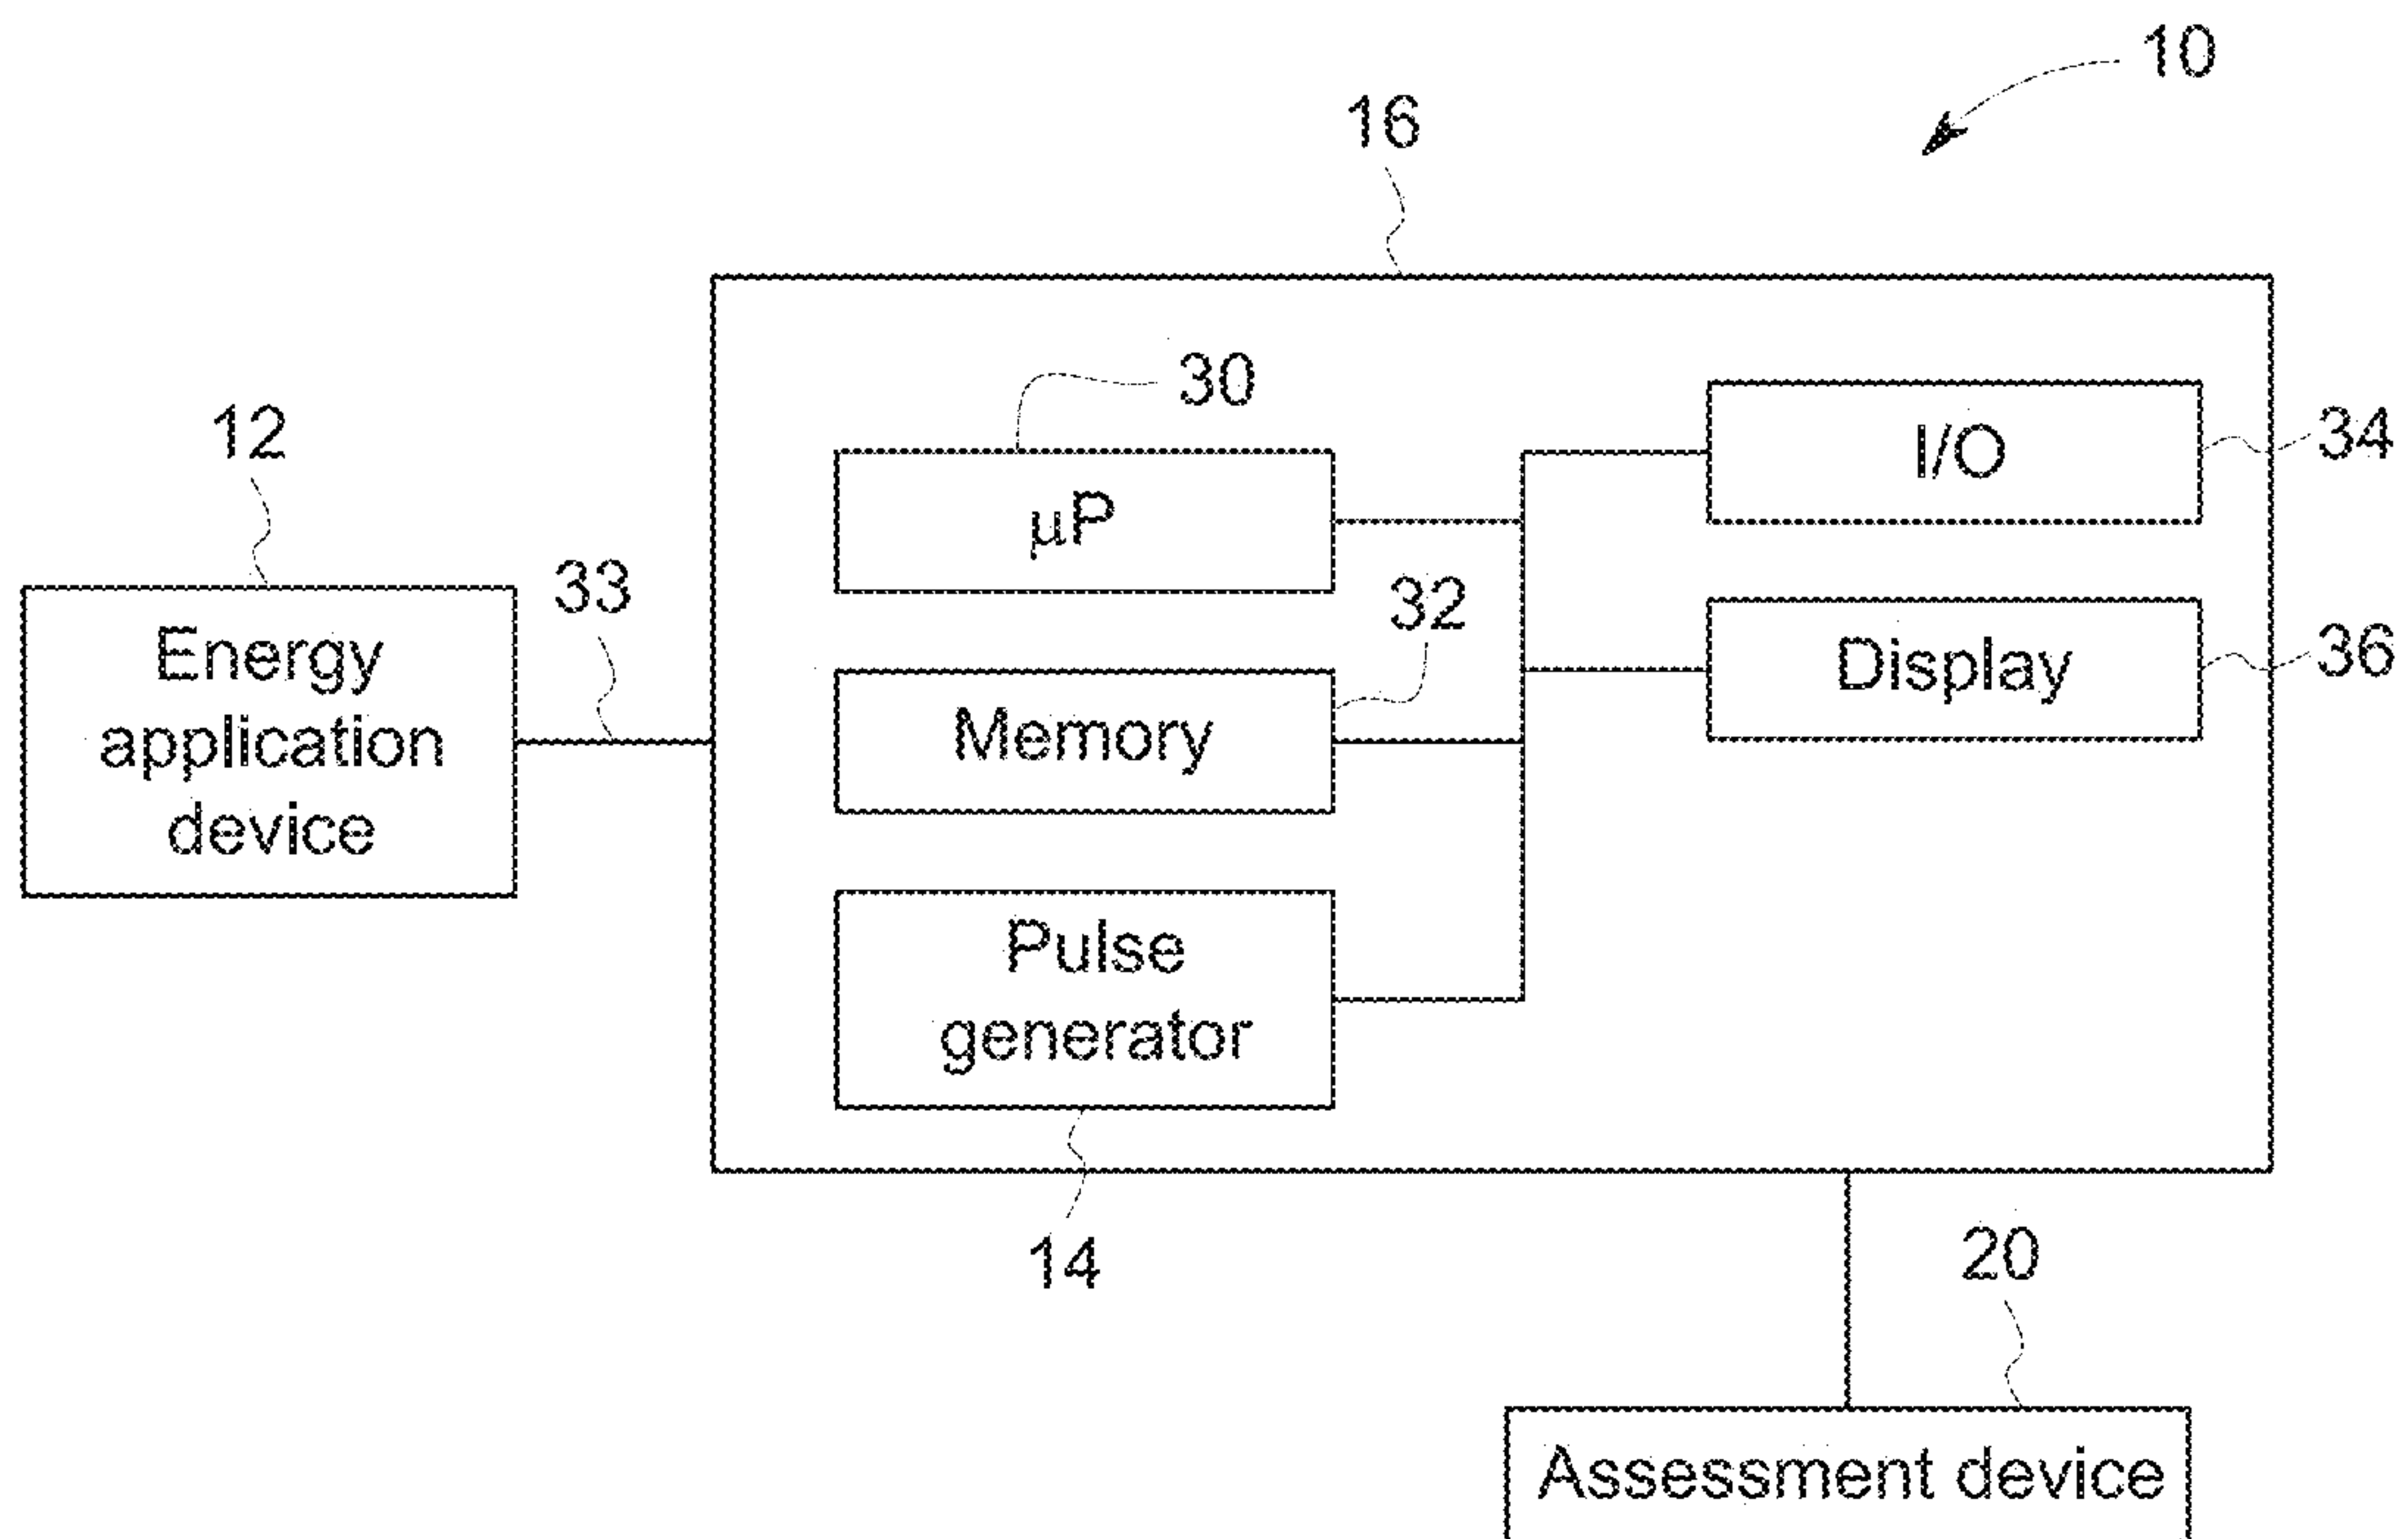 10
16
30
I/O
34
12
µP
33
32
Energy
application
device
Display
36
Memory
Pulse
generator
14
20
Assessment device